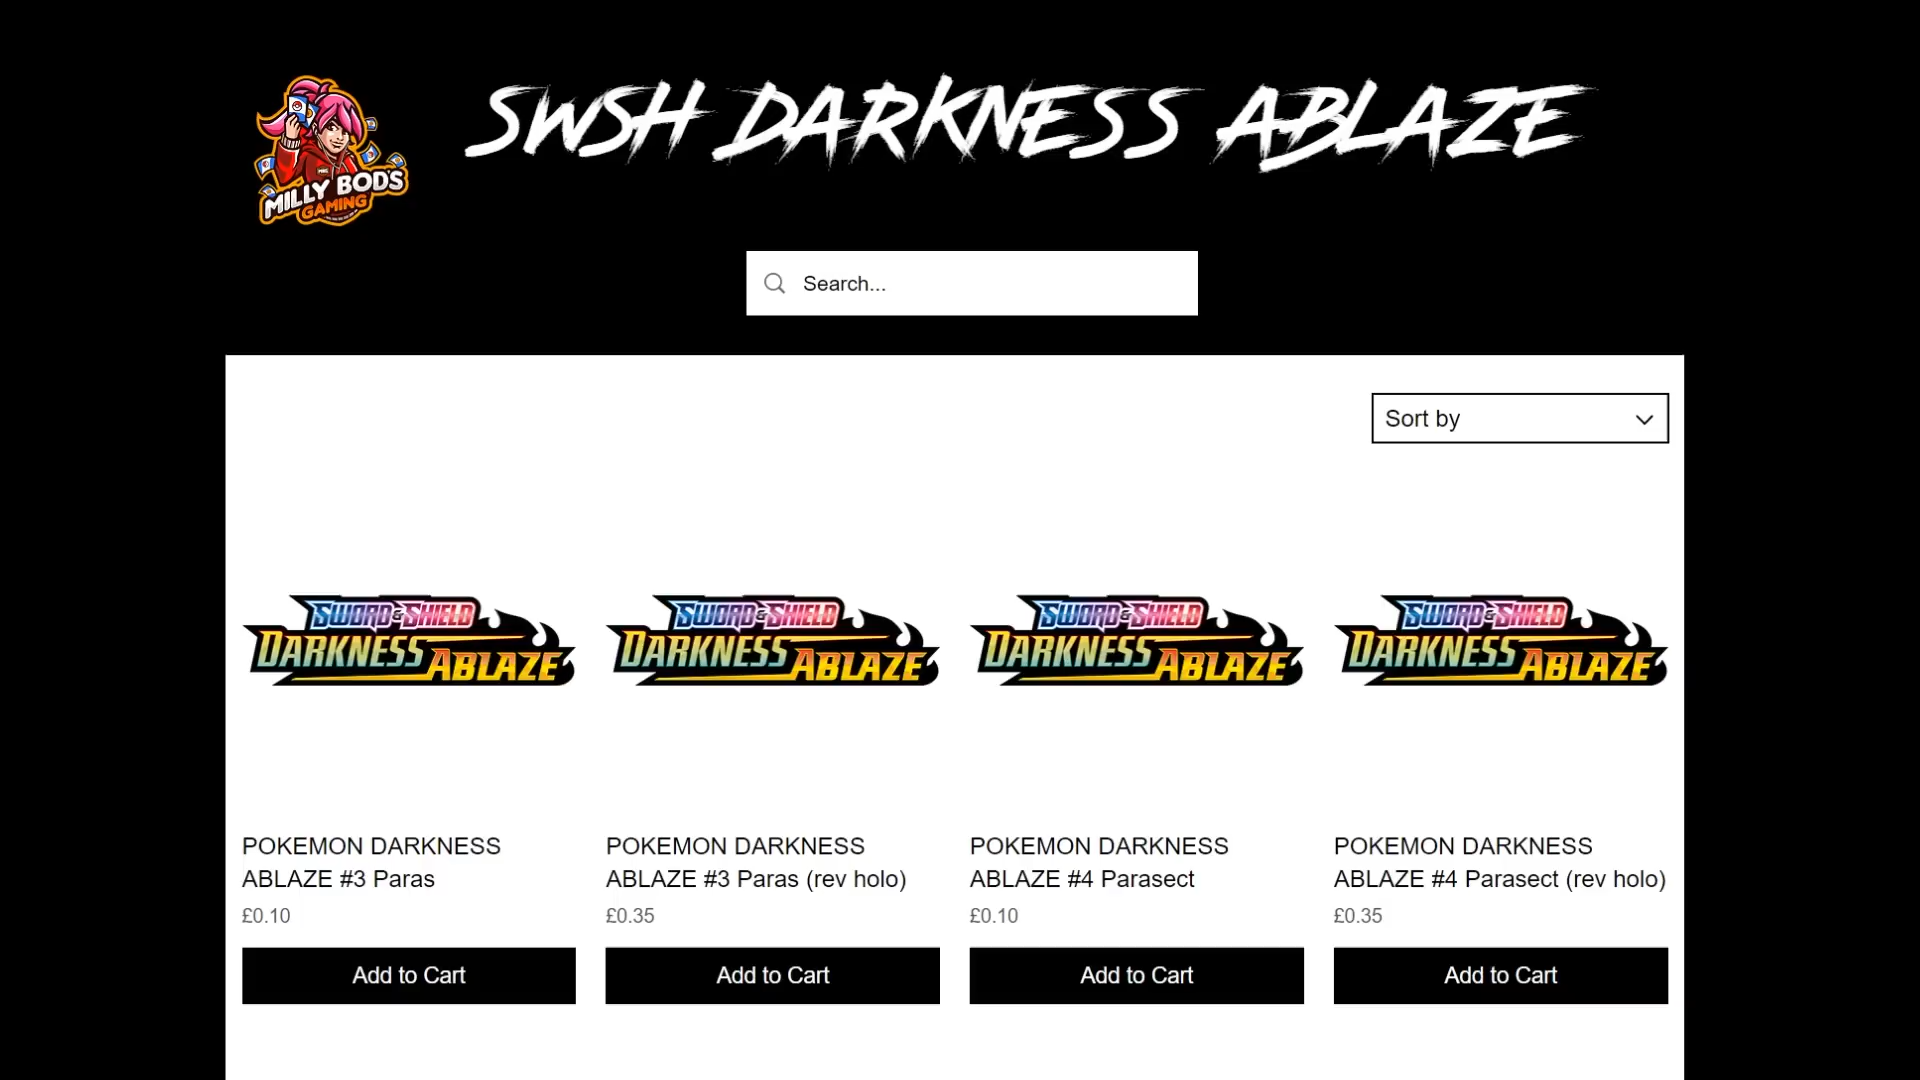 SWSH DARKNESS ABLAZE
MILLY BOD'S
GAMING
Search...
Sort by
SWORD & SHIELD SWORD & SHIELD SWORD & SHIELD SWORD & SHIELD
DARKNESS ABLAZE DARKNESS ABLAZE DARKNESS ABLAZE DARKNESS ABLAZE
POKEMON DARKNESS
ABLAZE #3 Paras
£0.10
Add to Cart
POKEMON DARKNESS
ABLAZE #3 Paras (rev holo)
£0.35
Add to Cart
POKEMON DARKNESS
ABLAZE #4 Parasect
£0.10
Add to Cart
POKEMON DARKNESS
ABLAZE #4 Parasect (rev holo)
£0.35
Add to Cart